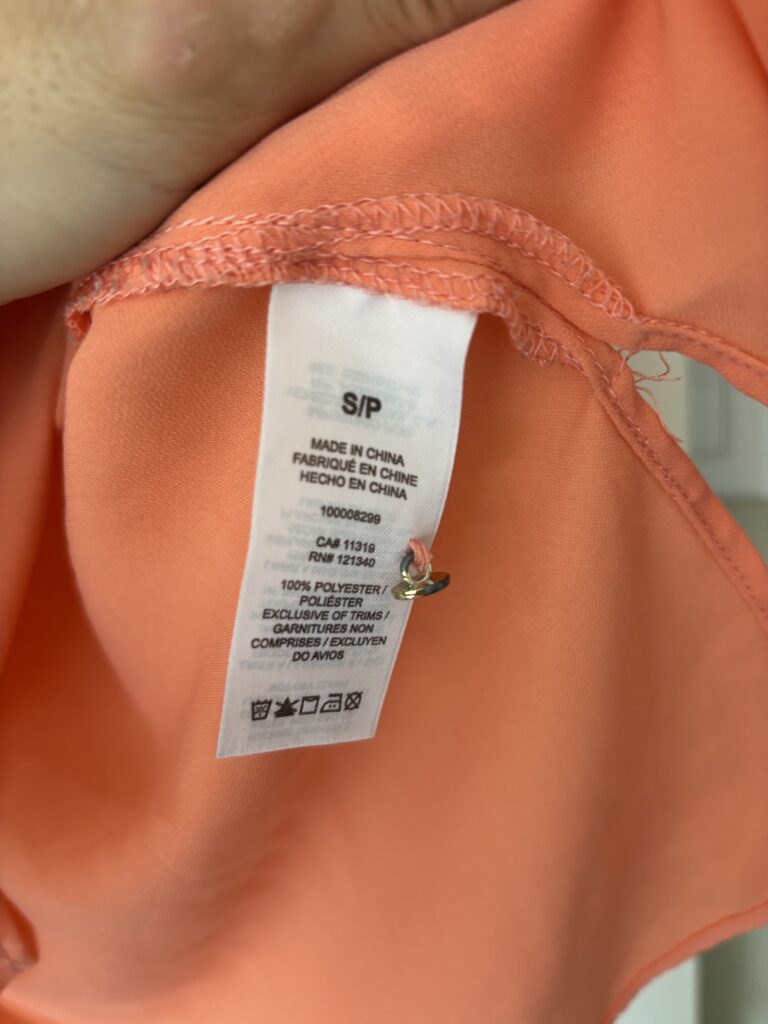 S/P
MADE IN CHINA
FABRIQUÉ EN CHINE
HECHO EN CHINA
100008299
CA# 11319
RN# 121340
100% POLYESTER /
POLIÉSTER
EXCLUSIVE OF TRIMS /
GARNITURES NON
COMPRISES / EXCLUYEN
DO AVIOS